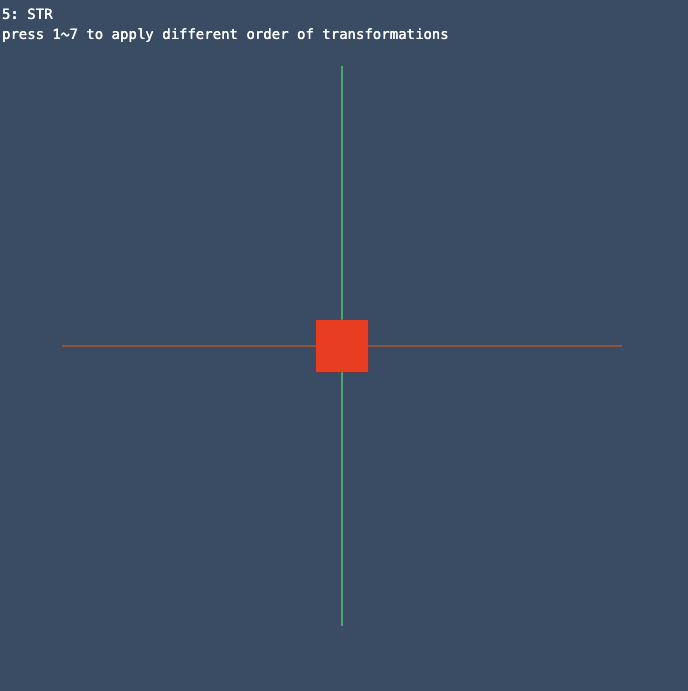 5: STR
press 1~7 to apply different order of transformations